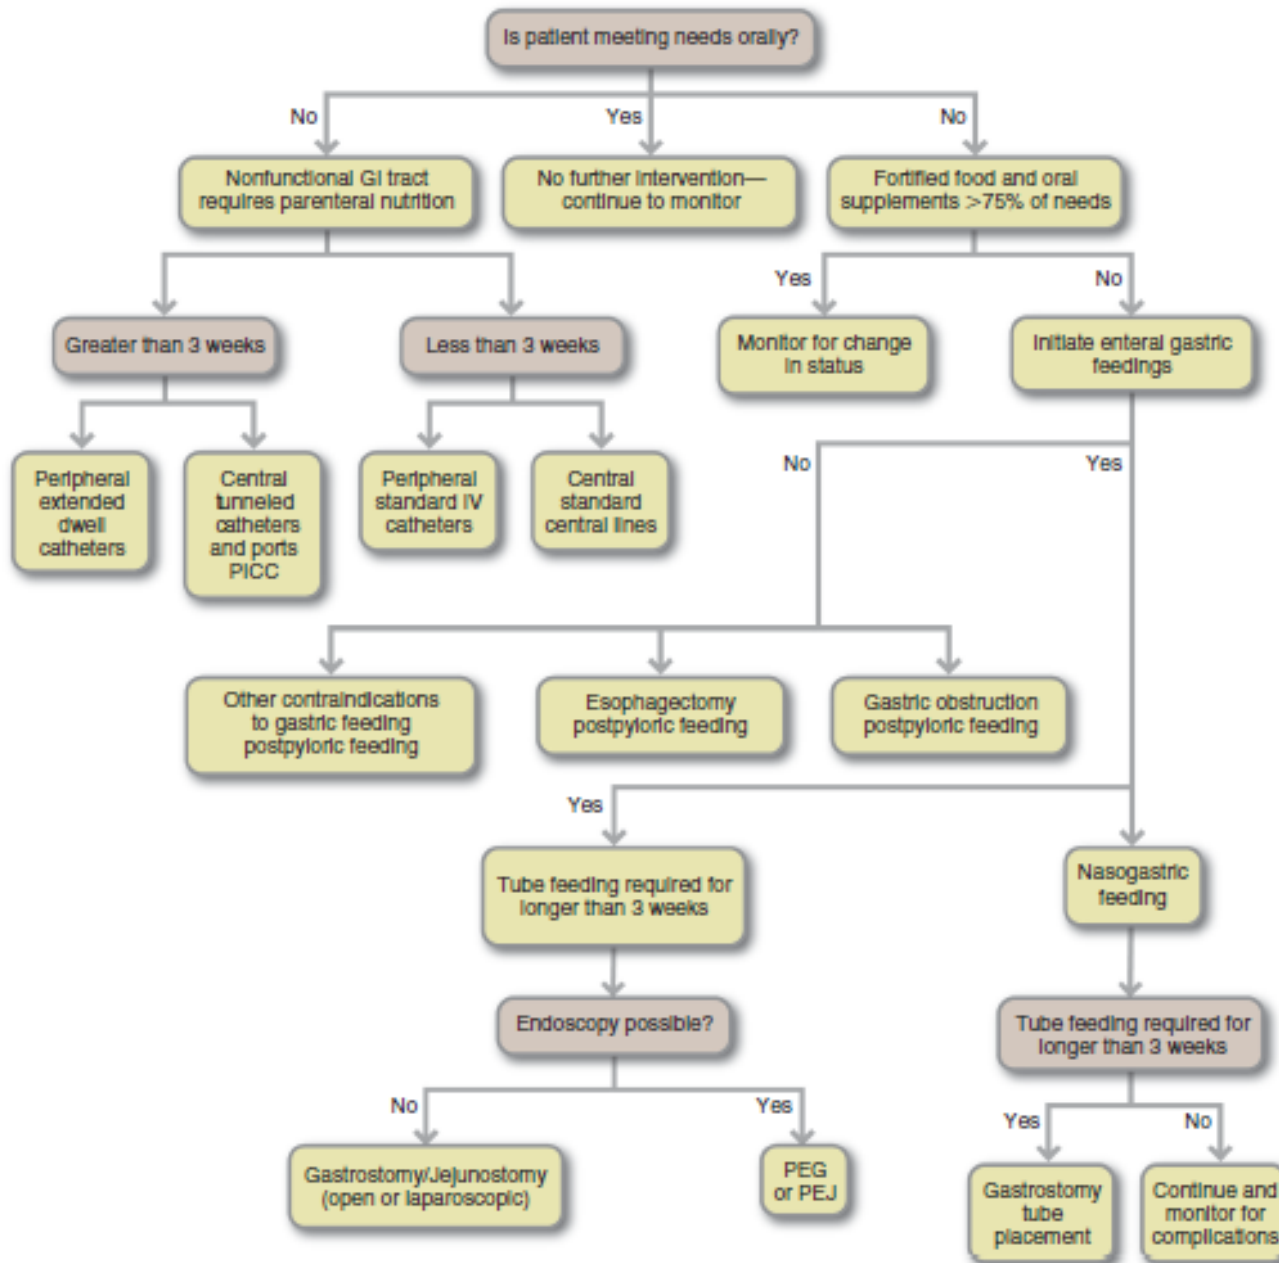 Is patient meeting needs orally?
No
Yes
No
Nonfunctional GI tract
requires parenteral nutrition
No further intervention—
continue to monitor
Fortified food and oral
supplements >75% of needs
Yes
No
Greater than 3 weeks
Less than 3 weeks
Monitor for change
in status
Initiate enteral gastric
feedings
Peripheral
extended
dwell
catheters
Central
tunneled
catheters
and ports
PICC
Peripheral
standard IV
catheters
Central
standard
central lines
No
Yes
Other contraindications
to gastric feeding
postpyloric feeding
Esophagectomy
postpyloric feeding
Gastric obstruction
postpyloric feeding
Yes
Tube feeding required for
longer than 3 weeks
Nasogastric
feeding
Endoscopy possible?
Tube feeding required for
longer than 3 weeks
No
Yes
Yes
No
Gastrostomy/Jejunostomy
(open or laparoscopic)
PEG
or PEJ
Gastrostomy
tube
placement
Continue and
monitor for
complications